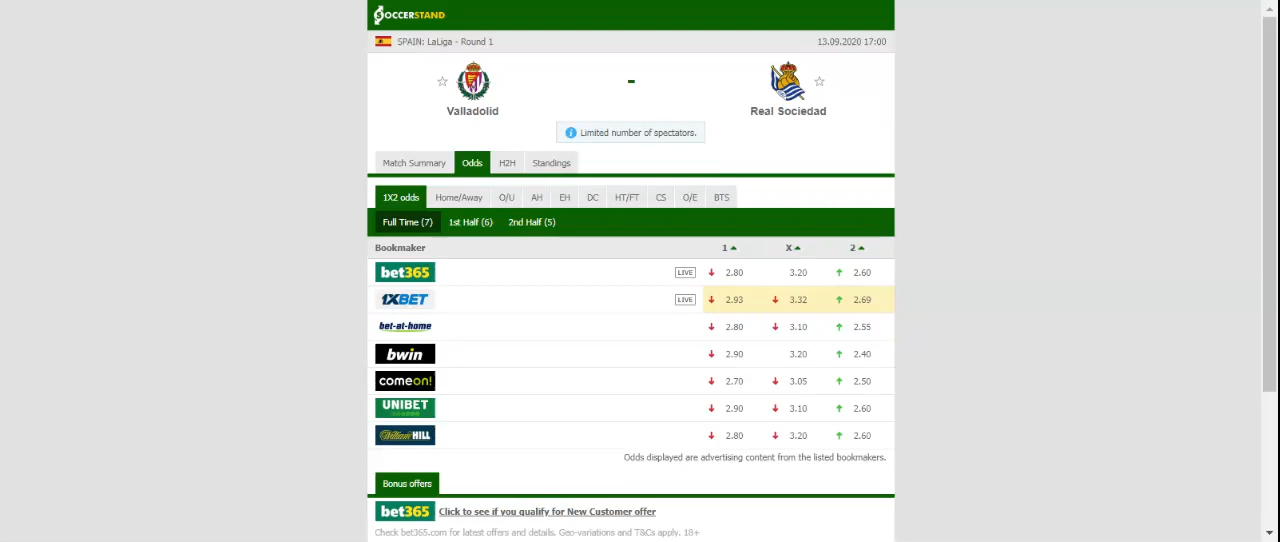 SOCCERSTAND
SPAIN: LaLiga - Round 1 13.09.2020 17:00
-
Valladolid Real Sociedad
Limited number of spectators.
Match Summary Odds H2H Standings
1X2 odds Home/Away O/U AH EH DC HT/FT CS O/E BTS
Full Time (7) 1st Half (6) 2nd Half (5)
Bookmaker 1 X 2
bet365 LIVE 2.80 3.20 2.60
1XBET LIVE 2.93 3.32 2.69
bet-at-home 2.80 3.10 2.55
bwin 2.90 3.20 2.40
comeon! 2.70 3.05 2.50
UNIBET 2.90 3.10 2.60
William HILL 2.80 3.20 2.60
Odds displayed are advertising content from the listed bookmakers.
Bonus offers
bet365 Click to see if you qualify for New Customer offer
Check bet365.com for latest offers and details. Geo-variations and T&Cs apply. 18+